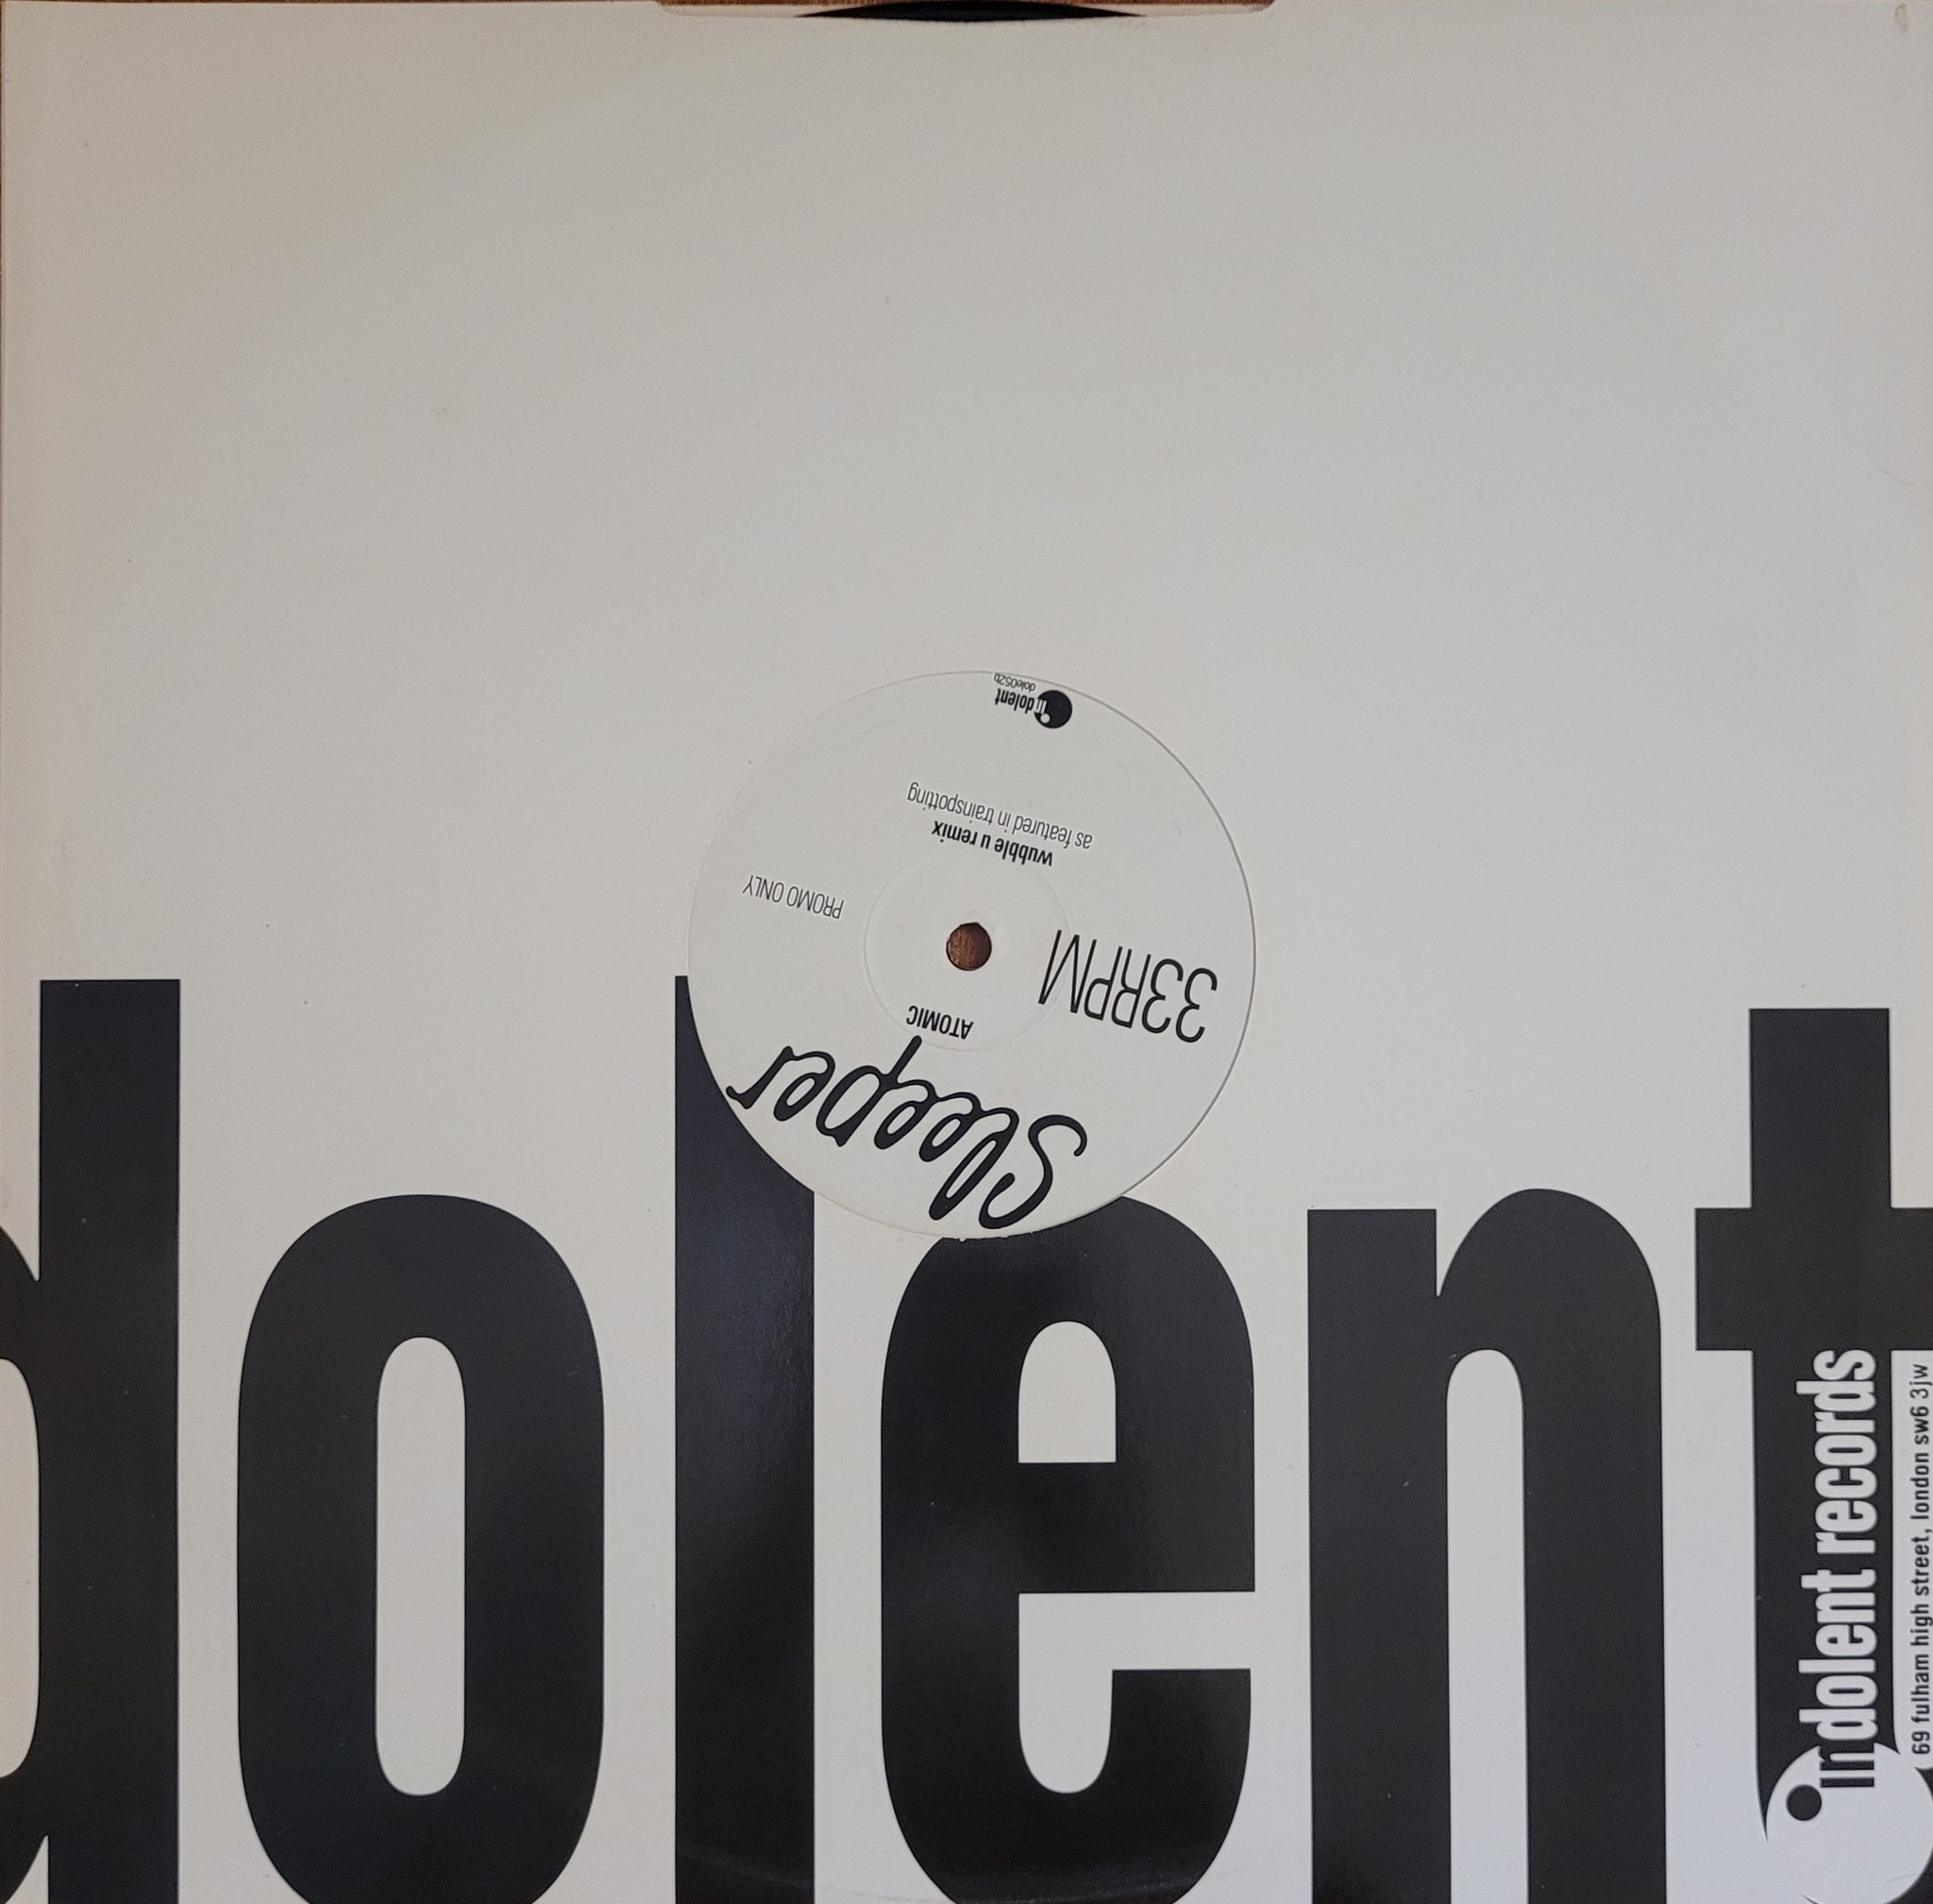 Sleeper
ATOMIC
33RPM
PROMO ONLY
wubble u remix
as featured in trainspotting
indolent
dole052b
dolent
indolent records
69 fulham high street, london sw6 3jw